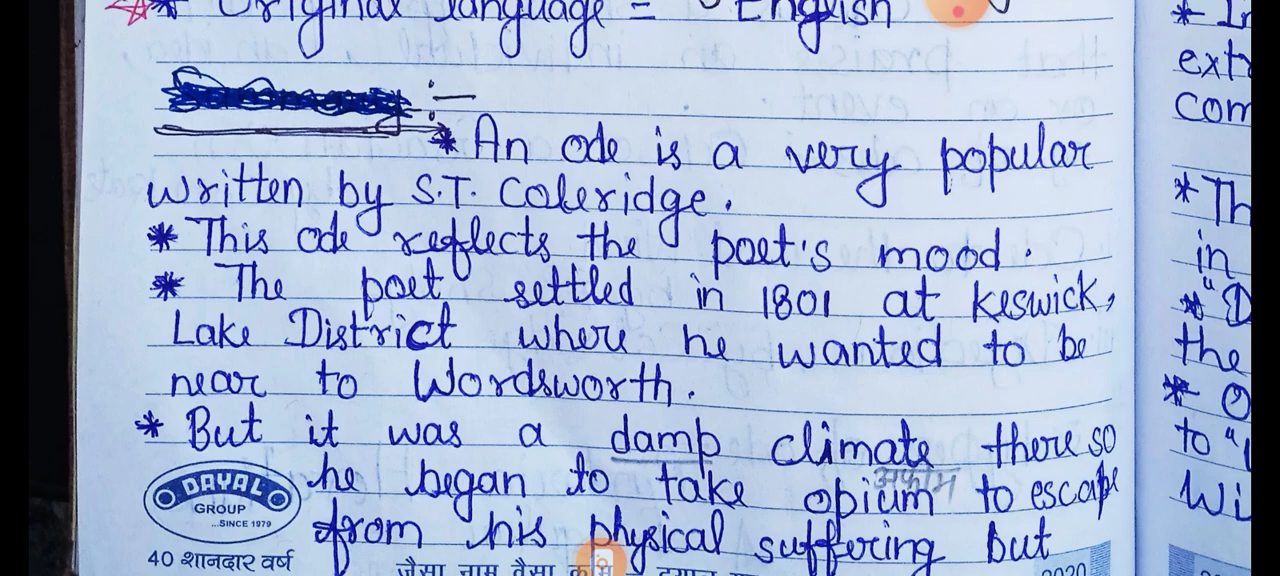 * Original language = English
:-
* An ode is a very popular
written by S.T. Coleridge.
* This ode reflects the poet's mood.
* The poet settled in 1801 at Keswick,
Lake District where he wanted to be
near to Wordsworth.
* But it was a damp climate there so
he began to take opium to escape
अफीम
from his physical suffering but
DAYAL
GROUP
...SINCE 1979
40 शानदार वर्ष
जैसा नाम तैसा
2020
* In
ext
com
* Th
in
* "D
the
* O
to "
Wi